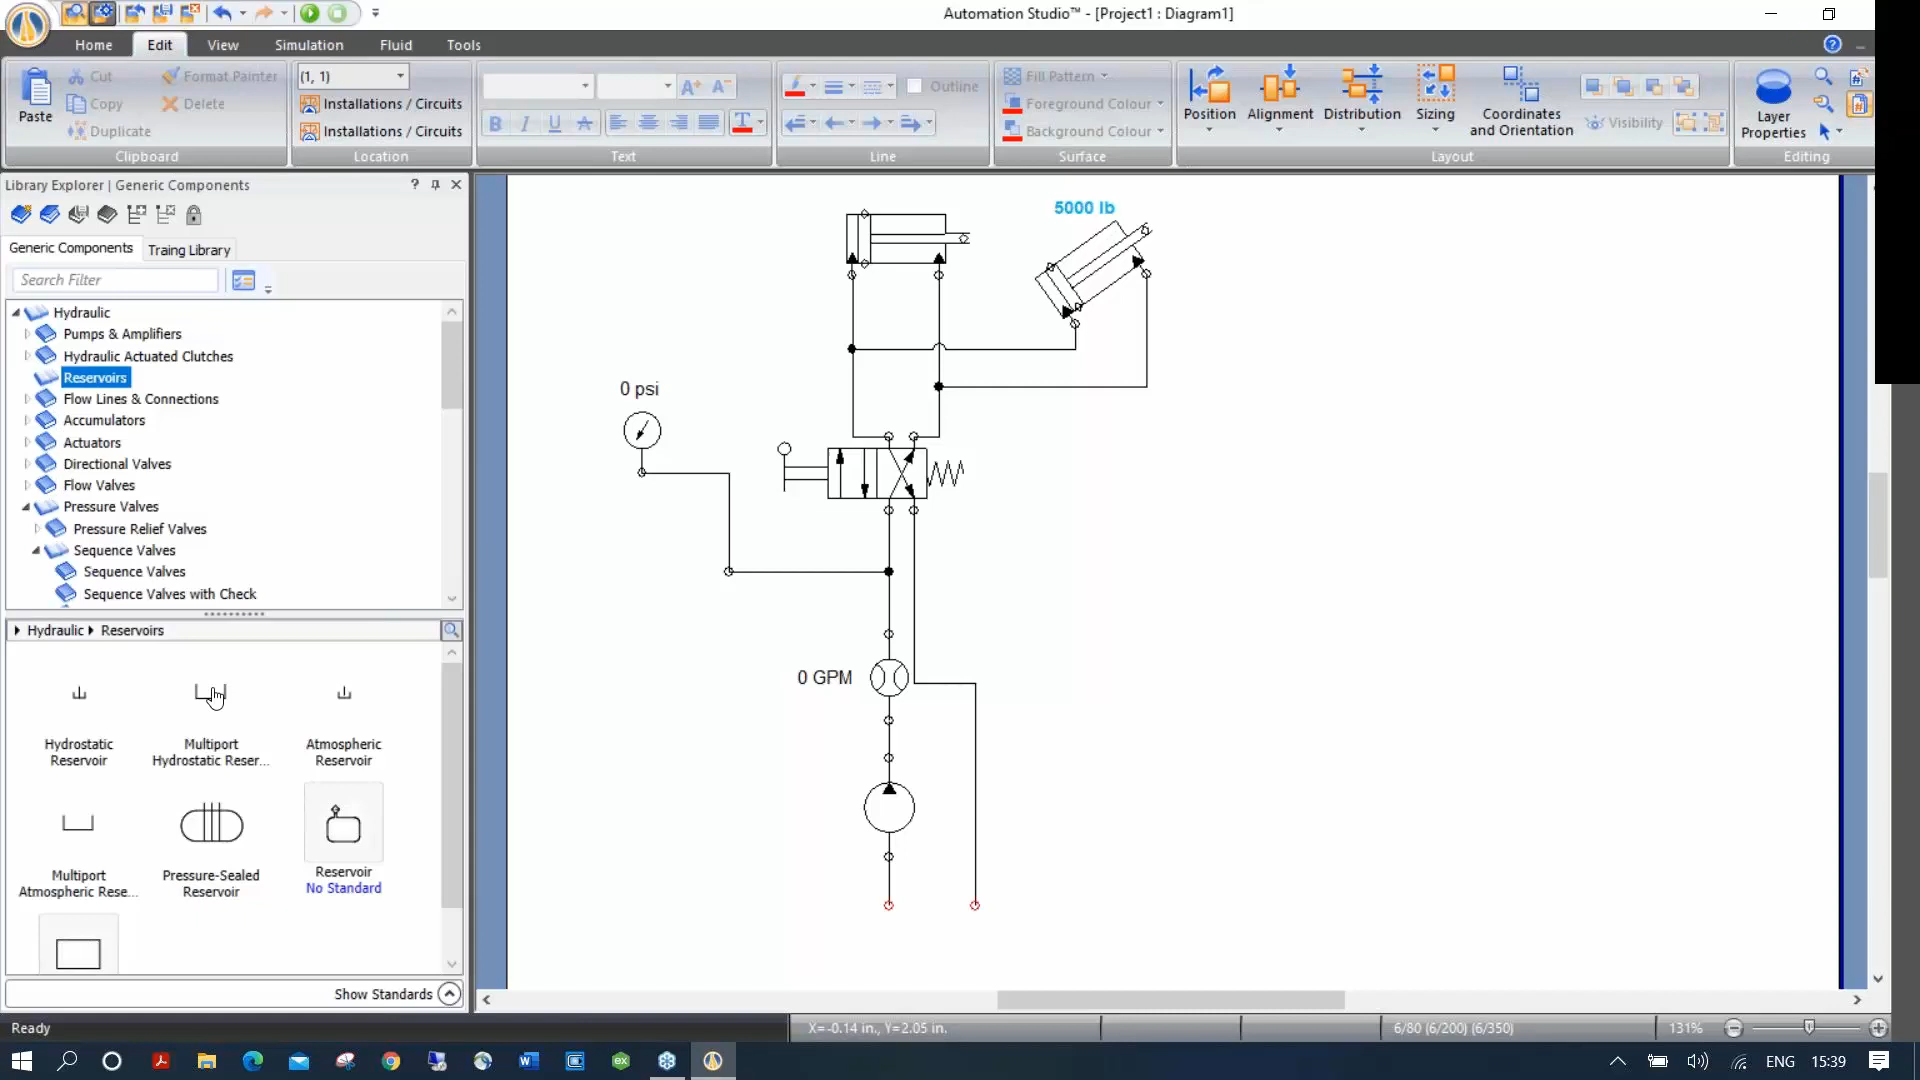 Automation Studio™ - [Project1 : Diagram1]
Home
Edit
View
Simulation
Fluid
Tools
Paste
Cut
Copy
Duplicate
Format Painter
Delete
Clipboard
(1, 1)
Installations / Circuits
Installations / Circuits
Location
Text
Outline
Line
Fill Pattern
Foreground Colour
Background Colour
Surface
Position
Alignment
Distribution
Sizing
Coordinates
and Orientation
Visibility
Layout
Layer
Properties
Editing
Library Explorer | Generic Components
Generic Components
Traing Library
Search Filter
Hydraulic
Pumps & Amplifiers
Hydraulic Actuated Clutches
Reservoirs
Flow Lines & Connections
Accumulators
Actuators
Directional Valves
Flow Valves
Pressure Valves
Pressure Relief Valves
Sequence Valves
Sequence Valves
Sequence Valves with Check
Hydraulic
Reservoirs
Hydrostatic
Reservoir
Multiport
Hydrostatic Reser...
Atmospheric
Reservoir
Multiport
Atmospheric Rese...
Pressure-Sealed
Reservoir
Reservoir
No Standard
Show Standards
5000 lb
0 psi
0 GPM
Ready
X=-0.14 in., Y=2.05 in.
6/80 (6/200) (6/350)
131%
ENG
15:39